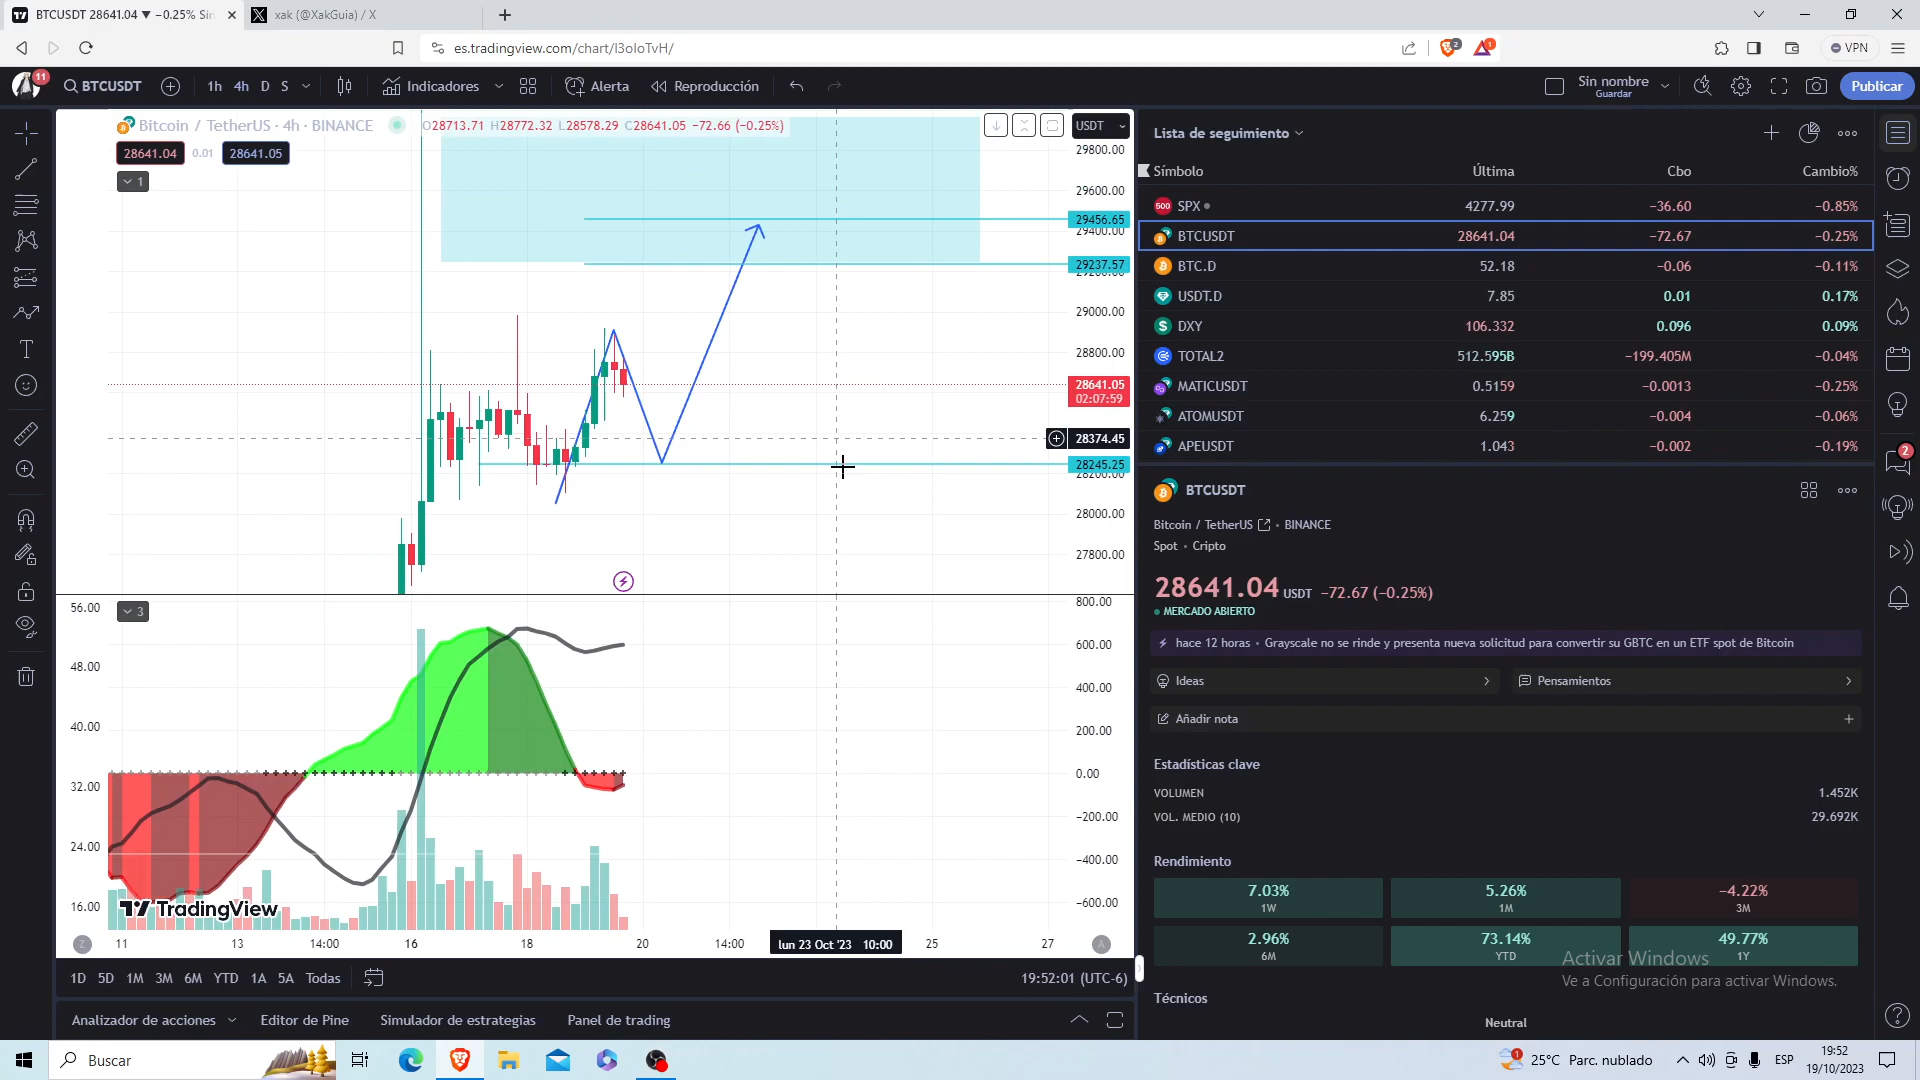 BTCUSDT 28641.04 ▼ −0.25% Sin
xak (@XakGuia) / X
es.tradingview.com/chart/I3oIoTvH/
2
1
VPN
11
BTCUSDT
1h 4h D S
Indicadores
Alerta
Reproducción
Sin nombre
Guardar
Publicar
Bitcoin / TetherUS · 4h · BINANCE
O28713.71 H28772.32 L28578.29 C28641.05 −72.66 (−0.25%)
28641.04 0.01 28641.05
1
USDT
29800.00
29600.00
29456.65
29400.00
29237.57
29200.00
29000.00
28800.00
28641.05
02:07:59
28374.45
28245.25
28200.00
28000.00
27800.00
3
56.00
48.00
40.00
32.00
24.00
16.00
800.00
600.00
400.00
200.00
0.00
−200.00
−400.00
−600.00
TradingView
Z
11 13 14:00 16 18 20 14:00 lun 23 Oct '23 10:00 25 27
A
1D 5D 1M 3M 6M YTD 1A 5A Todas
19:52:01 (UTC-6)
Analizador de acciones
Editor de Pine
Simulador de estrategias
Panel de trading
Lista de seguimiento
Símbolo Última Cbo Cambio%
500 SPX 4277.99 −36.60 −0.85%
BTCUSDT 28641.04 −72.67 −0.25%
BTC.D 52.18 −0.06 −0.11%
USDT.D 7.85 0.01 0.17%
DXY 106.332 0.096 0.09%
TOTAL2 512.595B −199.405M −0.04%
MATICUSDT 0.5159 −0.0013 −0.25%
ATOMUSDT 6.259 −0.004 −0.06%
APEUSDT 1.043 −0.002 −0.19%
2
BTCUSDT
Bitcoin / TetherUS • BINANCE
Spot • Cripto
28641.04 USDT −72.67 (−0.25%)
MERCADO ABIERTO
hace 12 horas • Grayscale no se rinde y presenta nueva solicitud para convertir su GBTC en un ETF spot de Bitcoin
Ideas
Pensamientos
Añadir nota
Estadísticas clave
VOLUMEN 1.452K
VOL. MEDIO (10) 29.692K
Rendimiento
7.03% 5.26% −4.22%
1W 1M 3M
2.96% 73.14% 49.77%
6M YTD 1Y
Activar Windows
Ve a Configuración para activar Windows.
Técnicos
Neutral
Buscar
1
25°C Parc. nublado
ESP
19:52
19/10/2023